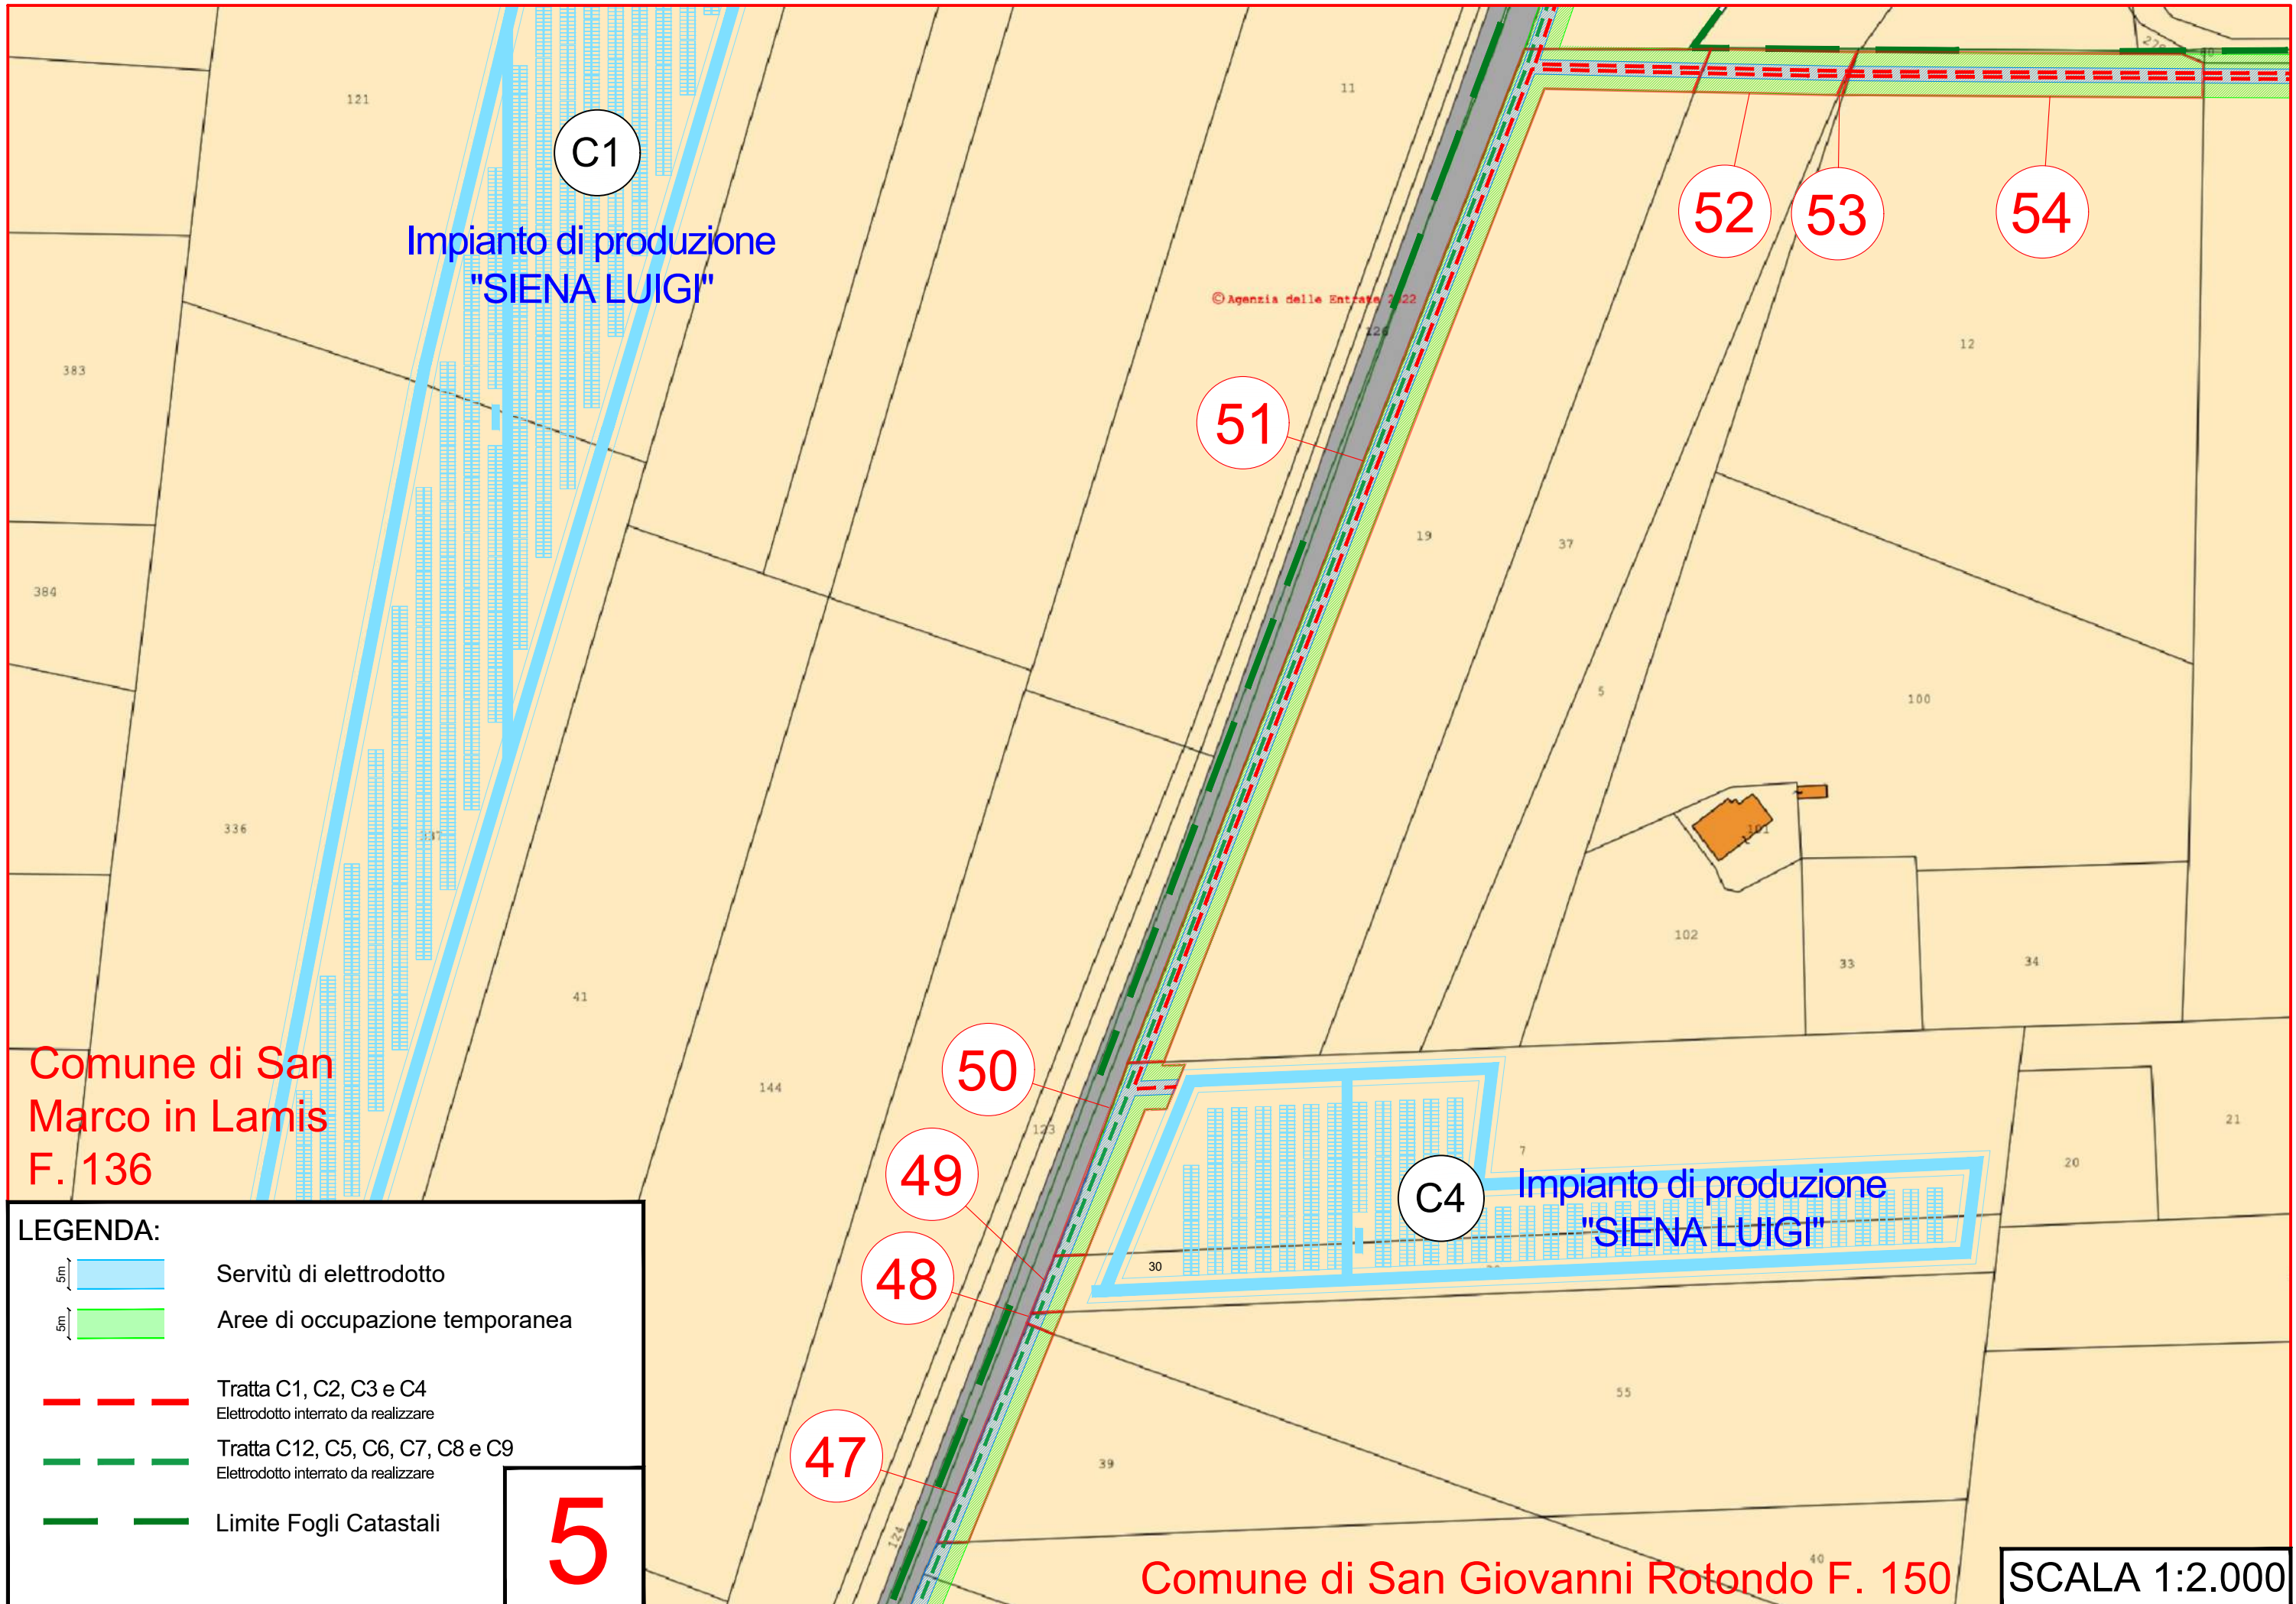 121
C1
Impianto di produzione
"SIENA LUIGI"
11
52
53
54
©Agenzia delle Entrate 2022
126
12
383
51
19
37
384
5
100
336
101
102
33
34
41
Comune di San
Marco in Lamis
F. 136
144
50
123
49
48
C4
7
Impianto di produzione
"SIENA LUIGI"
30
20
21
55
47
39
124
40
LEGENDA:
5m
Servitù di elettrodotto
5m
Aree di occupazione temporanea
Tratta C1, C2, C3 e C4
Elettrodotto interrato da realizzare
Tratta C12, C5, C6, C7, C8 e C9
Elettrodotto interrato da realizzare
Limite Fogli Catastali
5
Comune di San Giovanni Rotondo F. 150
SCALA 1:2.000